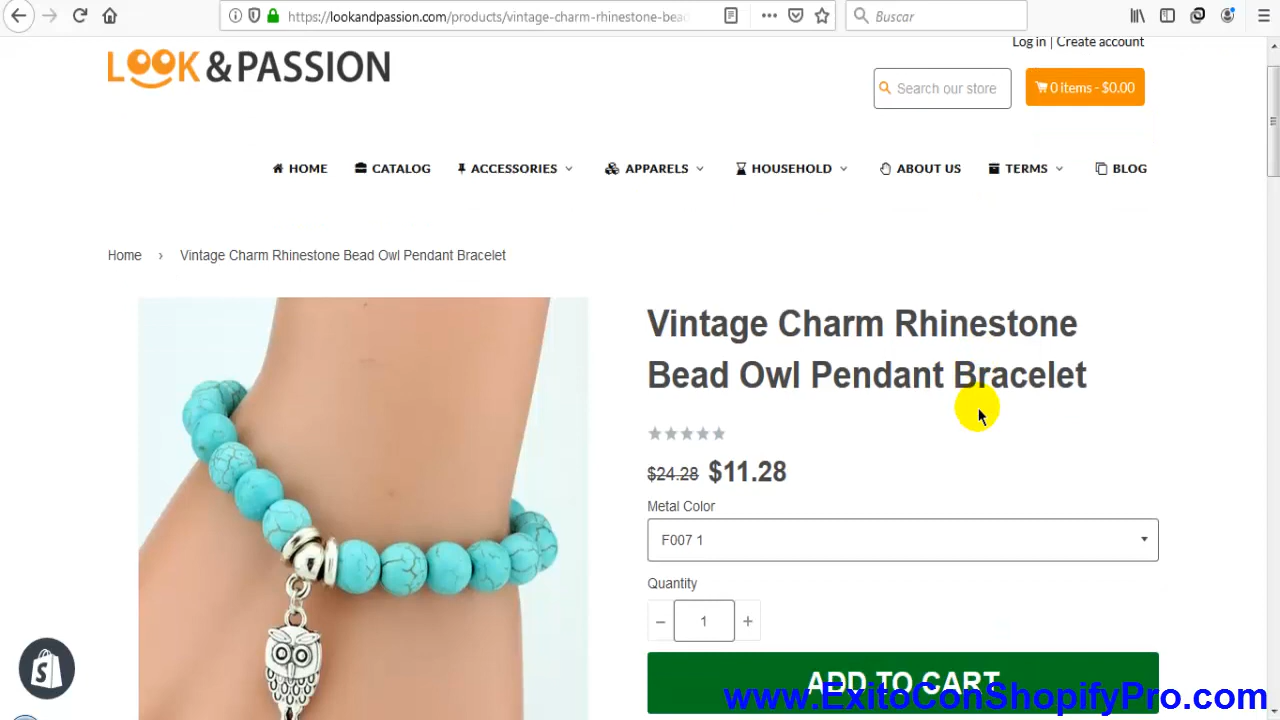 https://lookandpassion.com/products/vintage-charm-rhinestone-bead
Buscar
Log in | Create account
LOOK &PASSION
Search our store
0 items - $0.00
HOME CATALOG ACCESSORIES APPARELS HOUSEHOLD ABOUT US TERMS BLOG
Home › Vintage Charm Rhinestone Bead Owl Pendant Bracelet
Vintage Charm Rhinestone
Bead Owl Pendant Bracelet
$24.28 $11.28
Metal Color
F007 1
Quantity
− 1 +
ADD TO CART
www.ExitoConShopifyPro.com